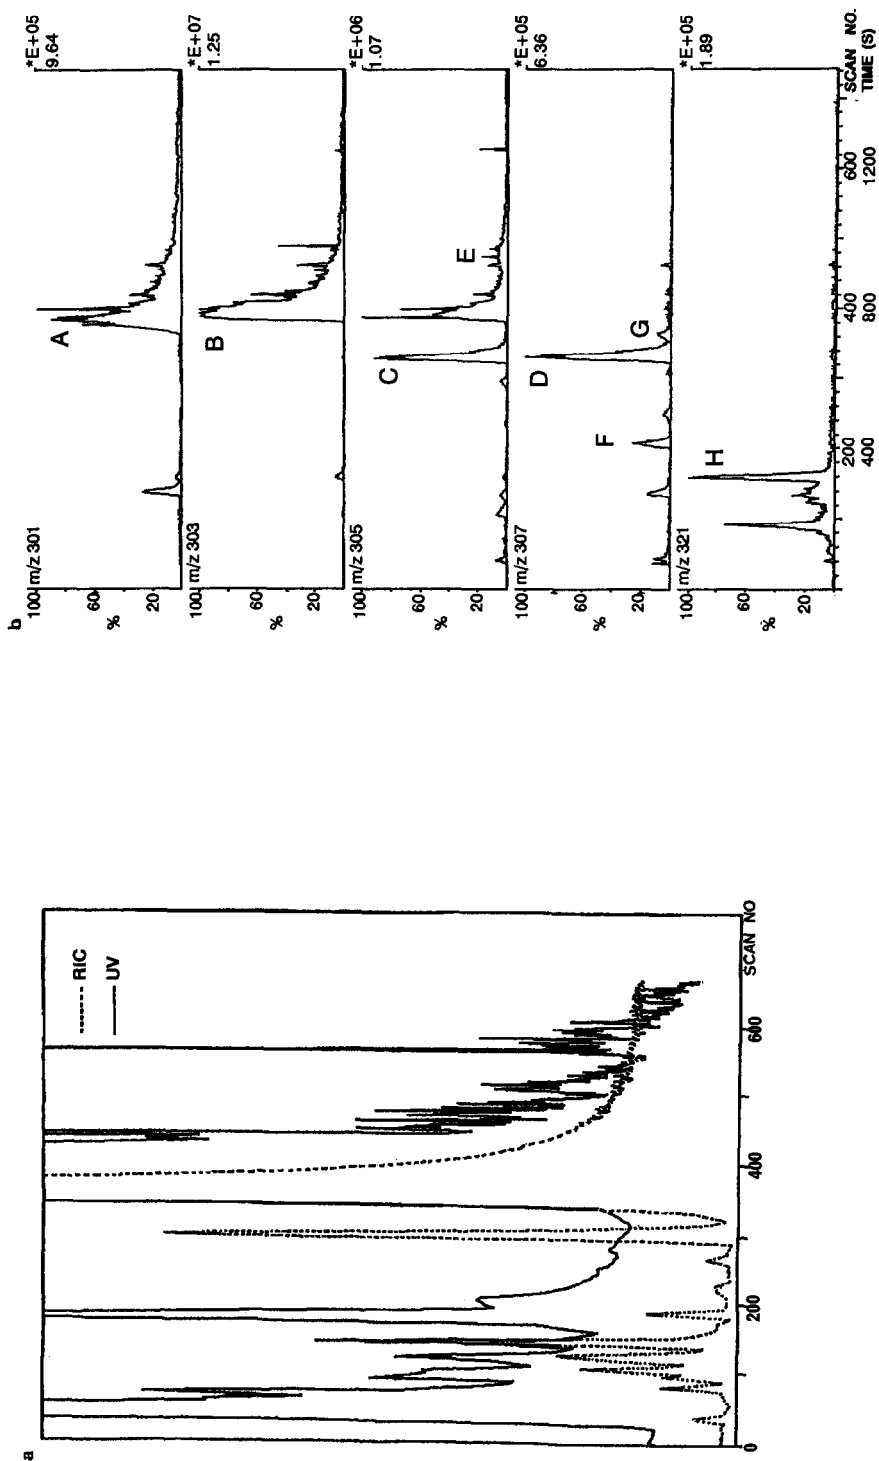 a
RIC
UV
0
200
400
600
SCAN NO
b
100 m/z 301
60
%
20
A
*E+05
9.64
100 m/z 303
60
%
20
B
*E+07
1.25
100 m/z 305
60
%
20
C
E
*E+06
1.07
100 m/z 307
60
%
20
F
D
G
*E+05
6.36
100 m/z 321
60
%
20
H
*E+05
1.89
200 400 600 SCAN NO.
400 800 1200 TIME (S)